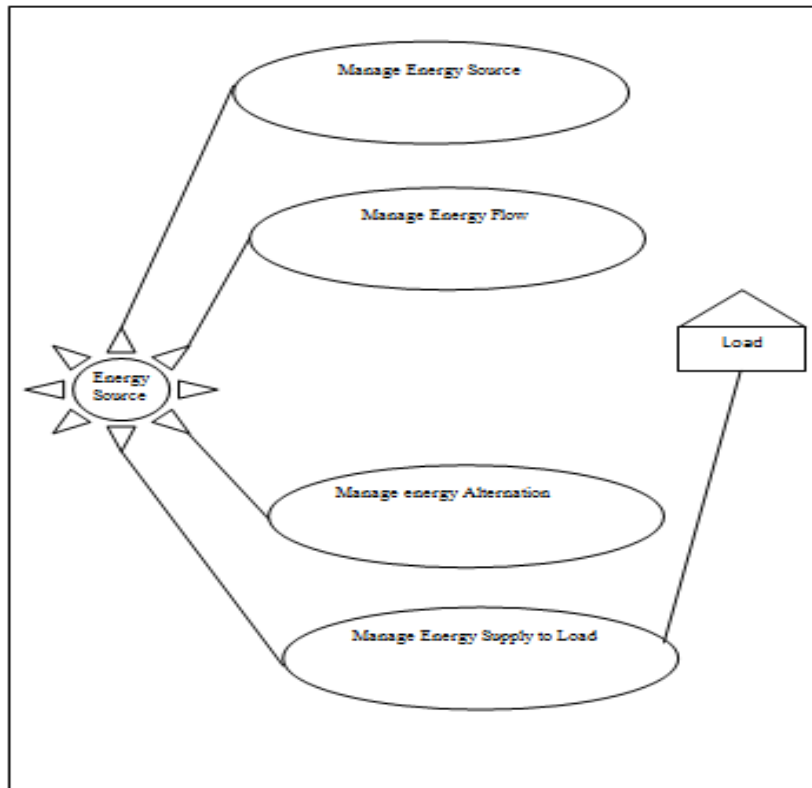 Manage Energy Source
Manage Energy Flow
Load
Energy
Source
Manage energy Alternation
Manage Energy Supply to Load